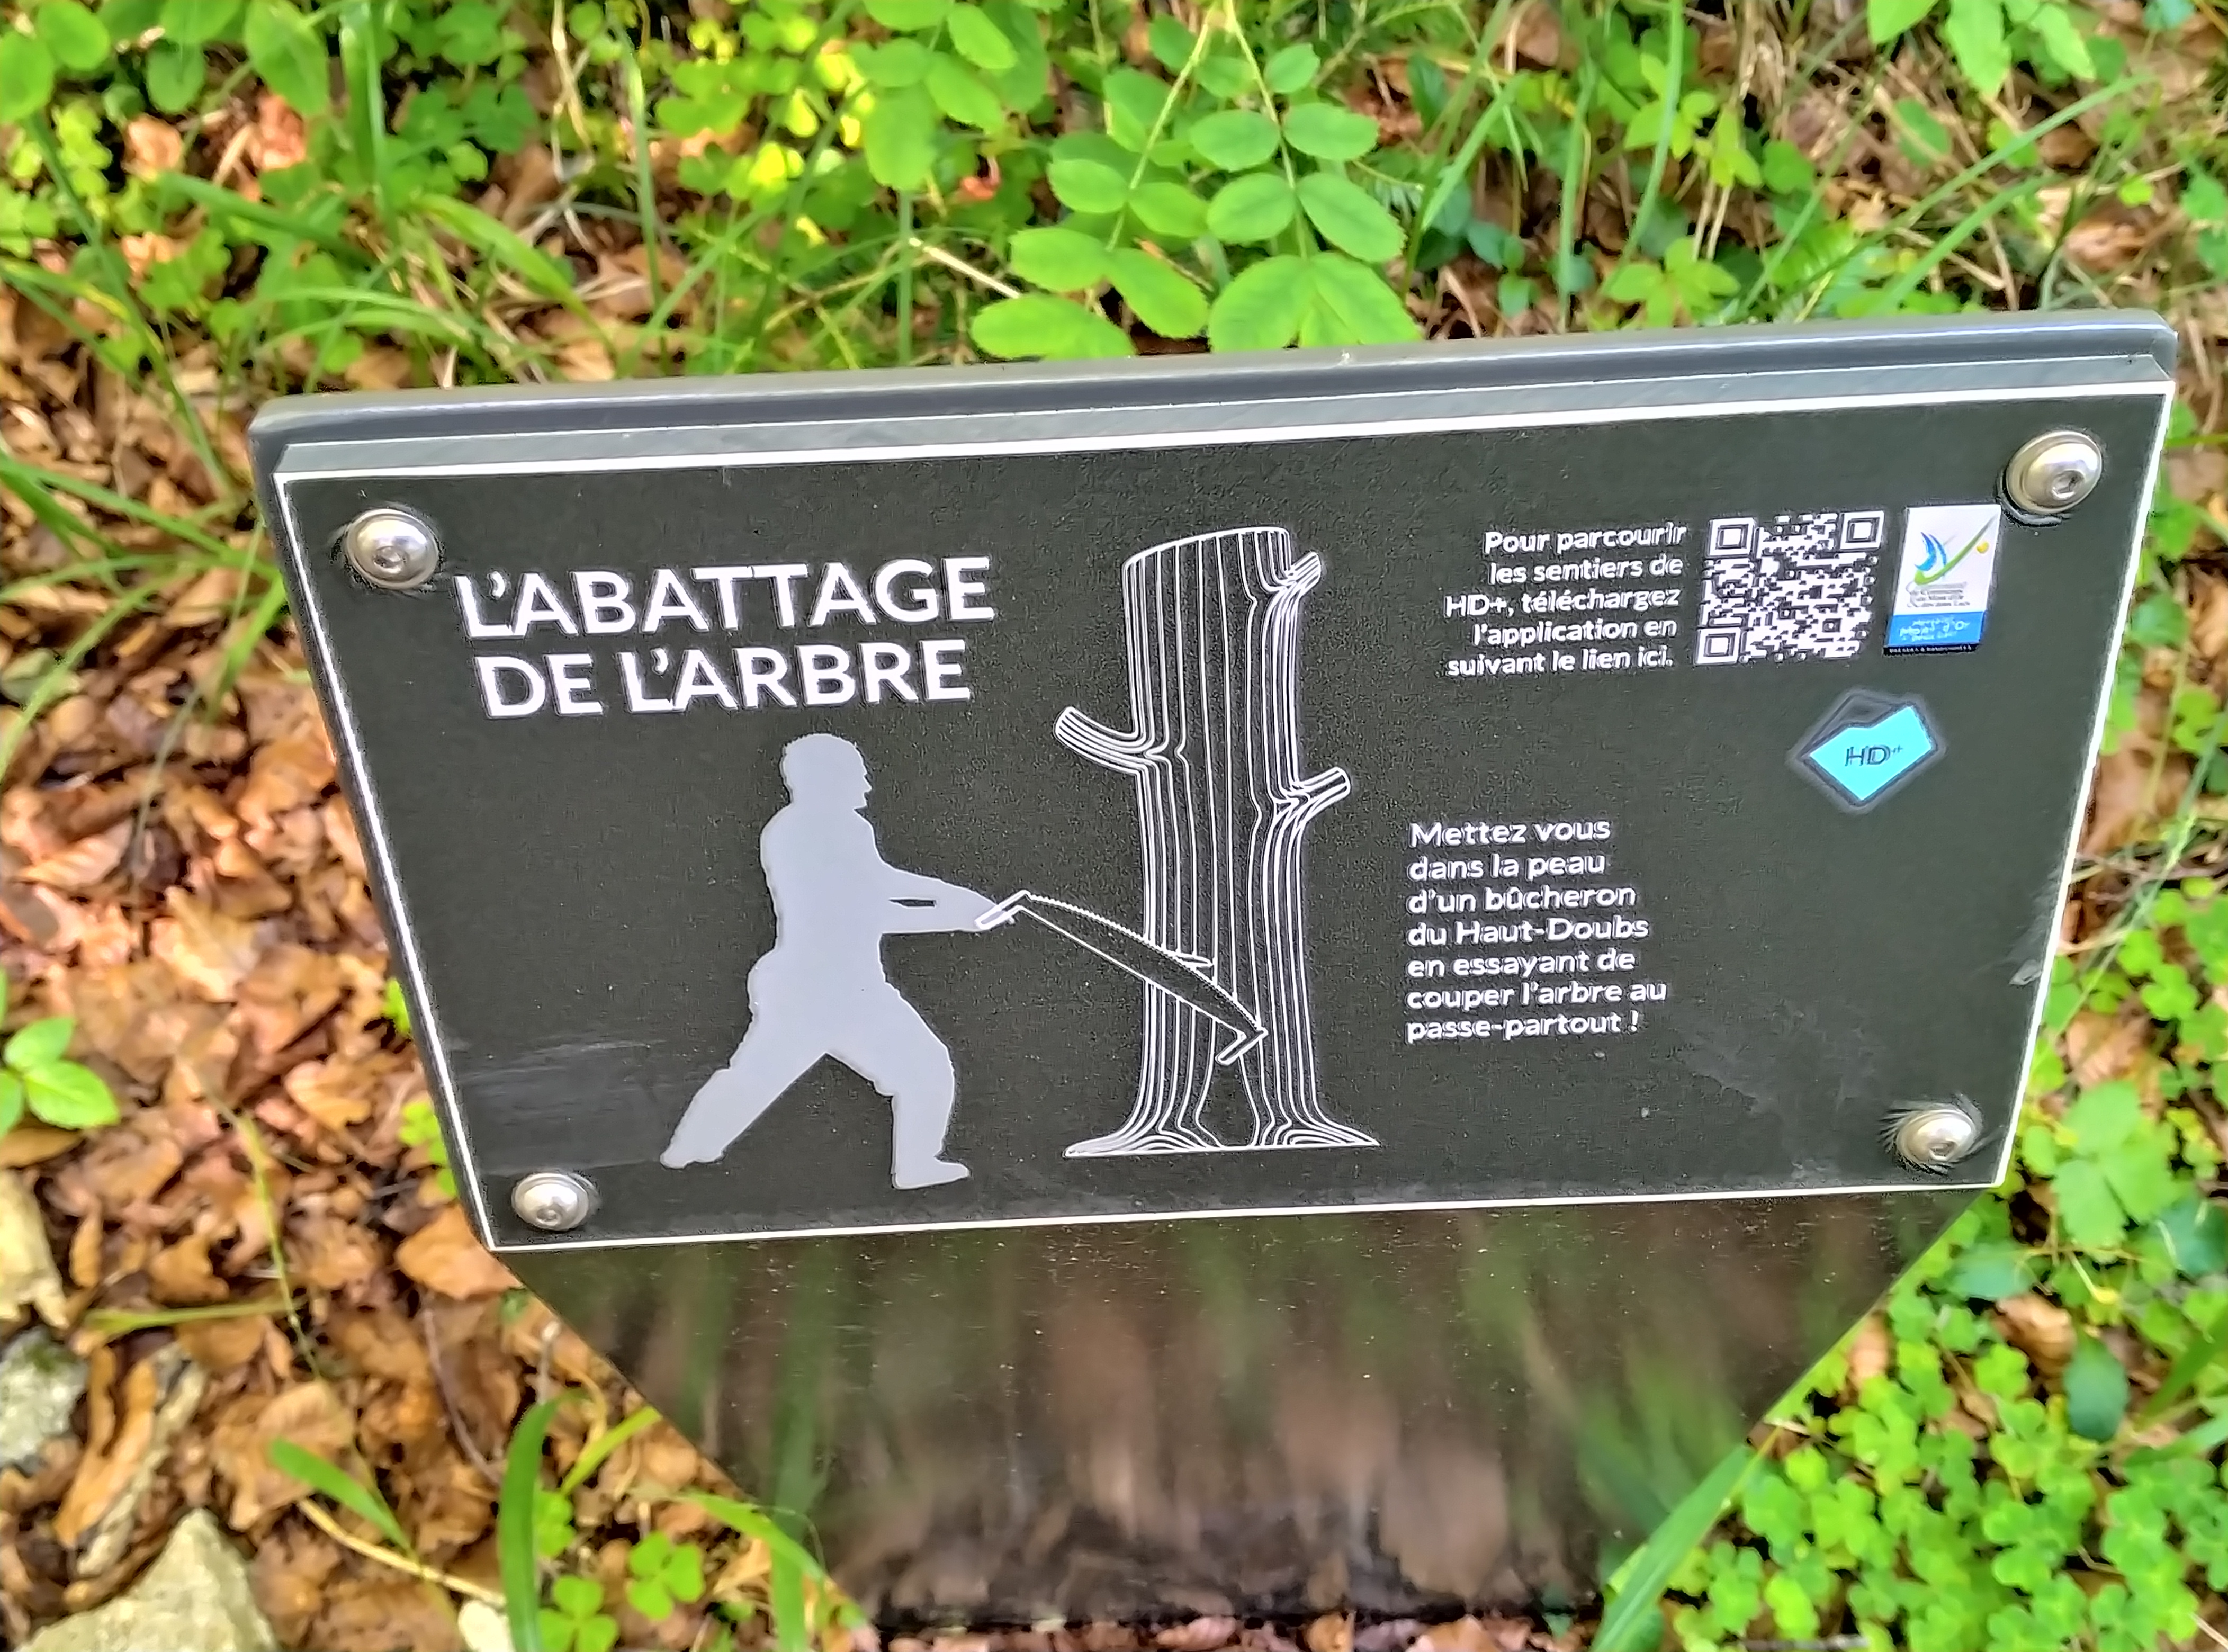 L'ABATTAGE
DE L'ARBRE
Pour parcourir
les sentiers de
HD+, téléchargez
l'application en
suivant le lien ici.
HD+
Mettez vous
dans la peau
d'un bûcheron
du Haut-Doubs
en essayant de
couper l'arbre au
passe-partout !